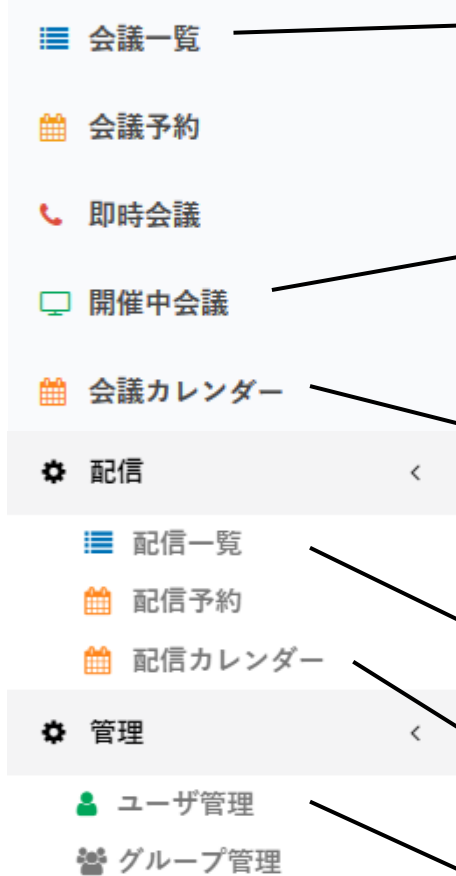 会議一覧
会議予約
即時会議
開催中会議
会議カレンダー
配信
配信一覧
配信予約
配信カレンダー
管理
ユーザ管理
グループ管理